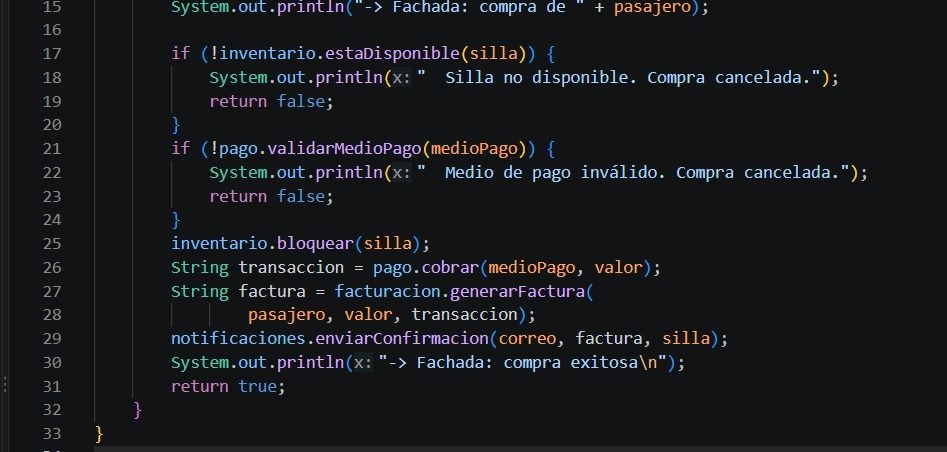 15 System.out.println("-> Fachada: compra de " + pasajero);
16
17 if (!inventario.estaDisponible(silla)) {
18 System.out.println(x: "  Silla no disponible. Compra cancelada.");
19 return false;
20 }
21 if (!pago.validarMedioPago(medioPago)) {
22 System.out.println(x: "  Medio de pago inválido. Compra cancelada.");
23 return false;
24 }
25 inventario.bloquear(silla);
26 String transaccion = pago.cobrar(medioPago, valor);
27 String factura = facturacion.generarFactura(
28 pasajero, valor, transaccion);
29 notificaciones.enviarConfirmacion(correo, factura, silla);
30 System.out.println(x: "-> Fachada: compra exitosa\n");
31 return true;
32 }
33 }